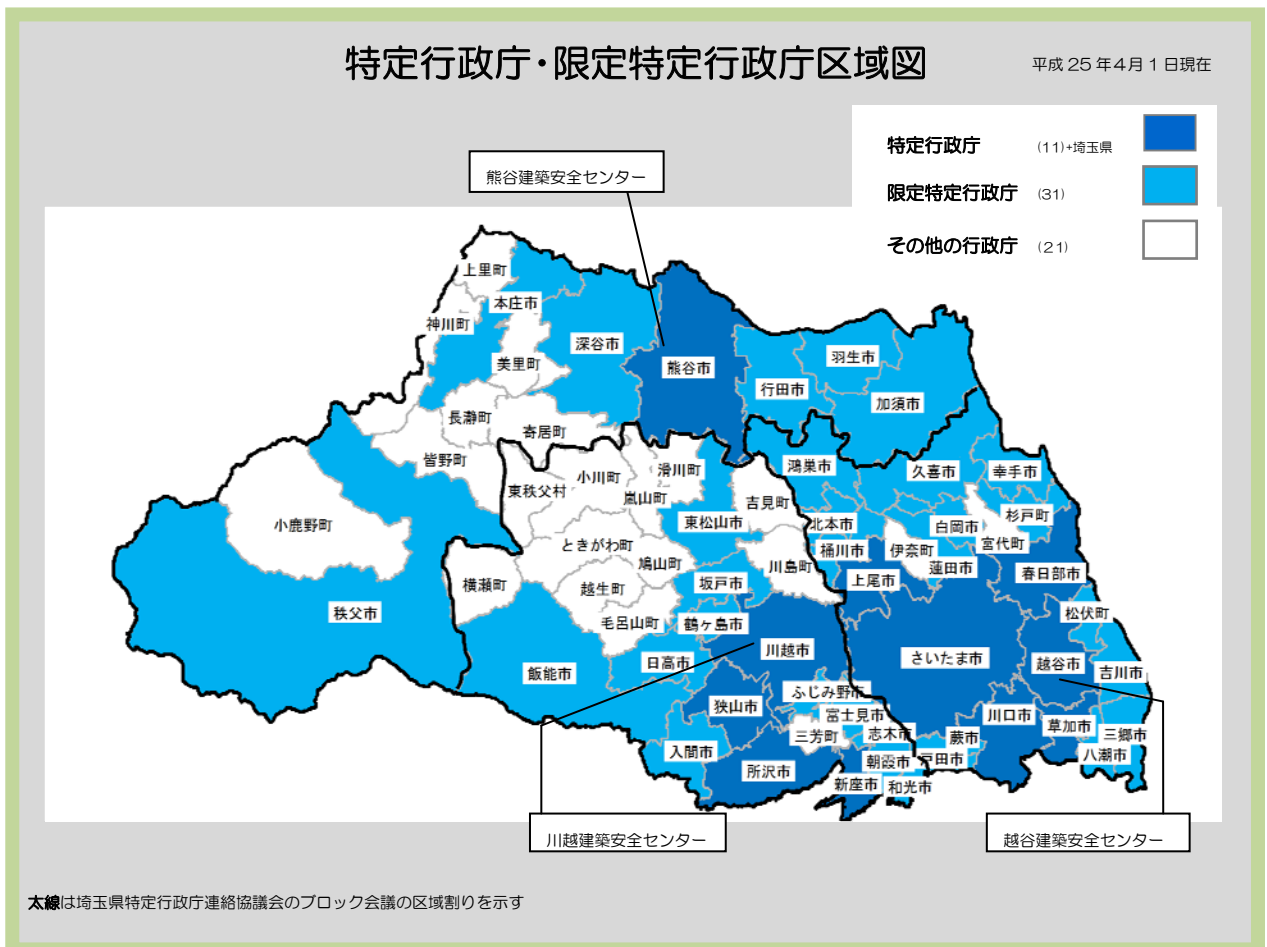 特定行政庁・限定特定行政庁区域図
平成 25 年4月 1 日現在
特定行政庁 (11)+埼玉県
限定特定行政庁 (31)
その他の行政庁 (21)
熊谷建築安全センター
上里町
本庄市
神川町
深谷市
美里町
熊谷市
羽生市
行田市
加須市
長瀞町
寄居町
皆野町
小川町
滑川町
鴻巣市
久喜市
幸手市
東秩父村
嵐山町
吉見町
小鹿野町
東松山市
北本市
白岡市
杉戸町
ときがわ町
桶川市
伊奈町
宮代町
鳩山町
川島町
蓮田市
横瀬町
越生町
坂戸市
上尾市
春日部市
秩父市
毛呂山町
鶴ヶ島市
松伏町
日高市
川越市
さいたま市
越谷市
飯能市
吉川市
ふじみ野市
狭山市
富士見市
川口市
三芳町
志木市
蕨市
草加市
三郷市
入間市
朝霞市
戸田市
八潮市
所沢市
新座市
和光市
川越建築安全センター
越谷建築安全センター
太線は埼玉県特定行政庁連絡協議会のブロック会議の区域割りを示す